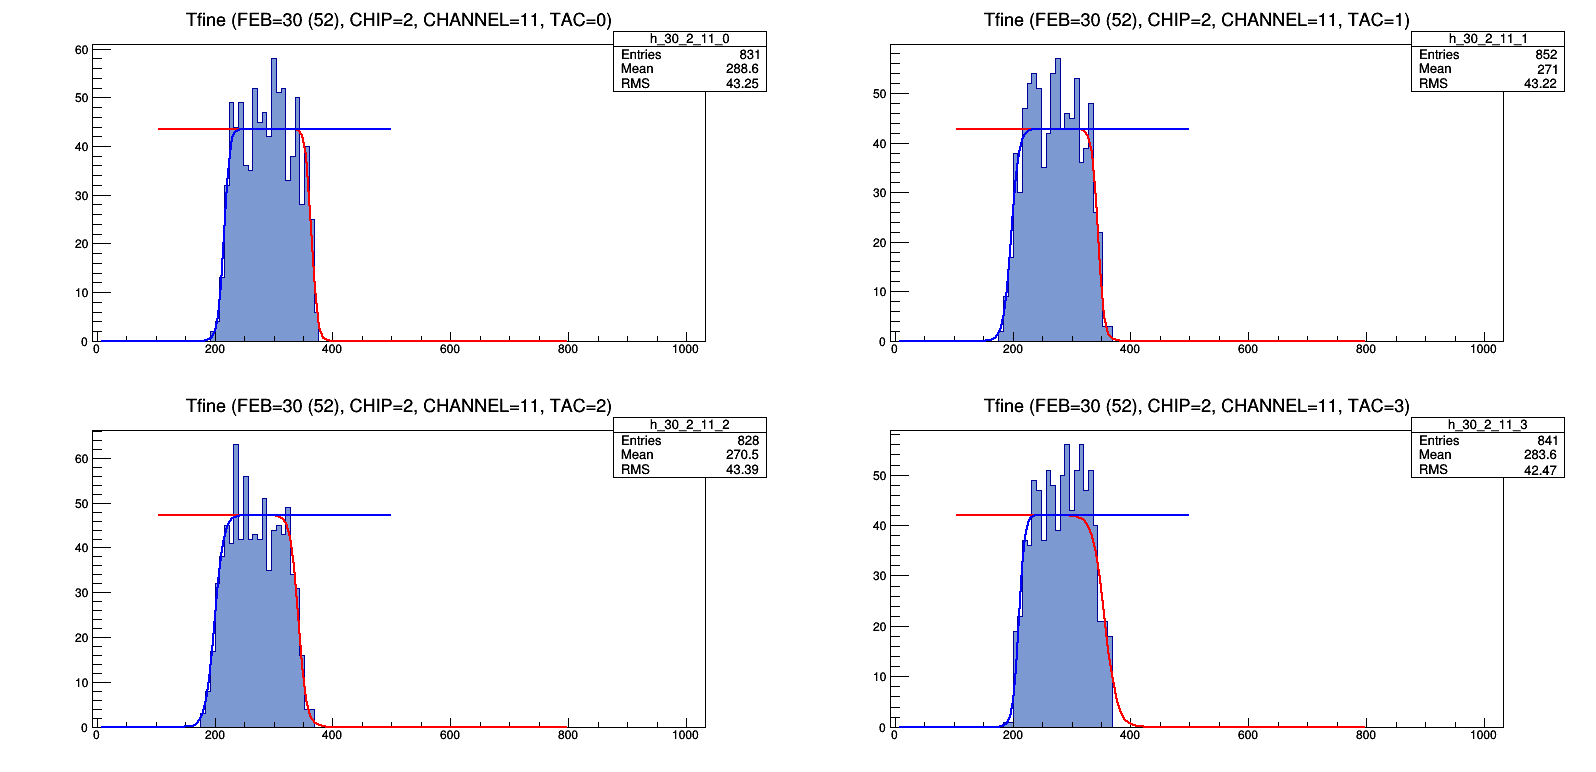 Tfine (FEB=30 (52), CHIP=2, CHANNEL=11, TAC=0)
h_30_2_11_0
Entries 831
Mean 288.6
RMS 43.25
60
50
40
30
20
10
0
0 200 400 600 800 1000
Tfine (FEB=30 (52), CHIP=2, CHANNEL=11, TAC=1)
h_30_2_11_1
Entries 852
Mean 271
RMS 43.22
50
40
30
20
10
0
0 200 400 600 800 1000
Tfine (FEB=30 (52), CHIP=2, CHANNEL=11, TAC=2)
h_30_2_11_2
Entries 828
Mean 270.5
RMS 43.39
60
50
40
30
20
10
0
0 200 400 600 800 1000
Tfine (FEB=30 (52), CHIP=2, CHANNEL=11, TAC=3)
h_30_2_11_3
Entries 841
Mean 283.6
RMS 42.47
50
40
30
20
10
0
0 200 400 600 800 1000